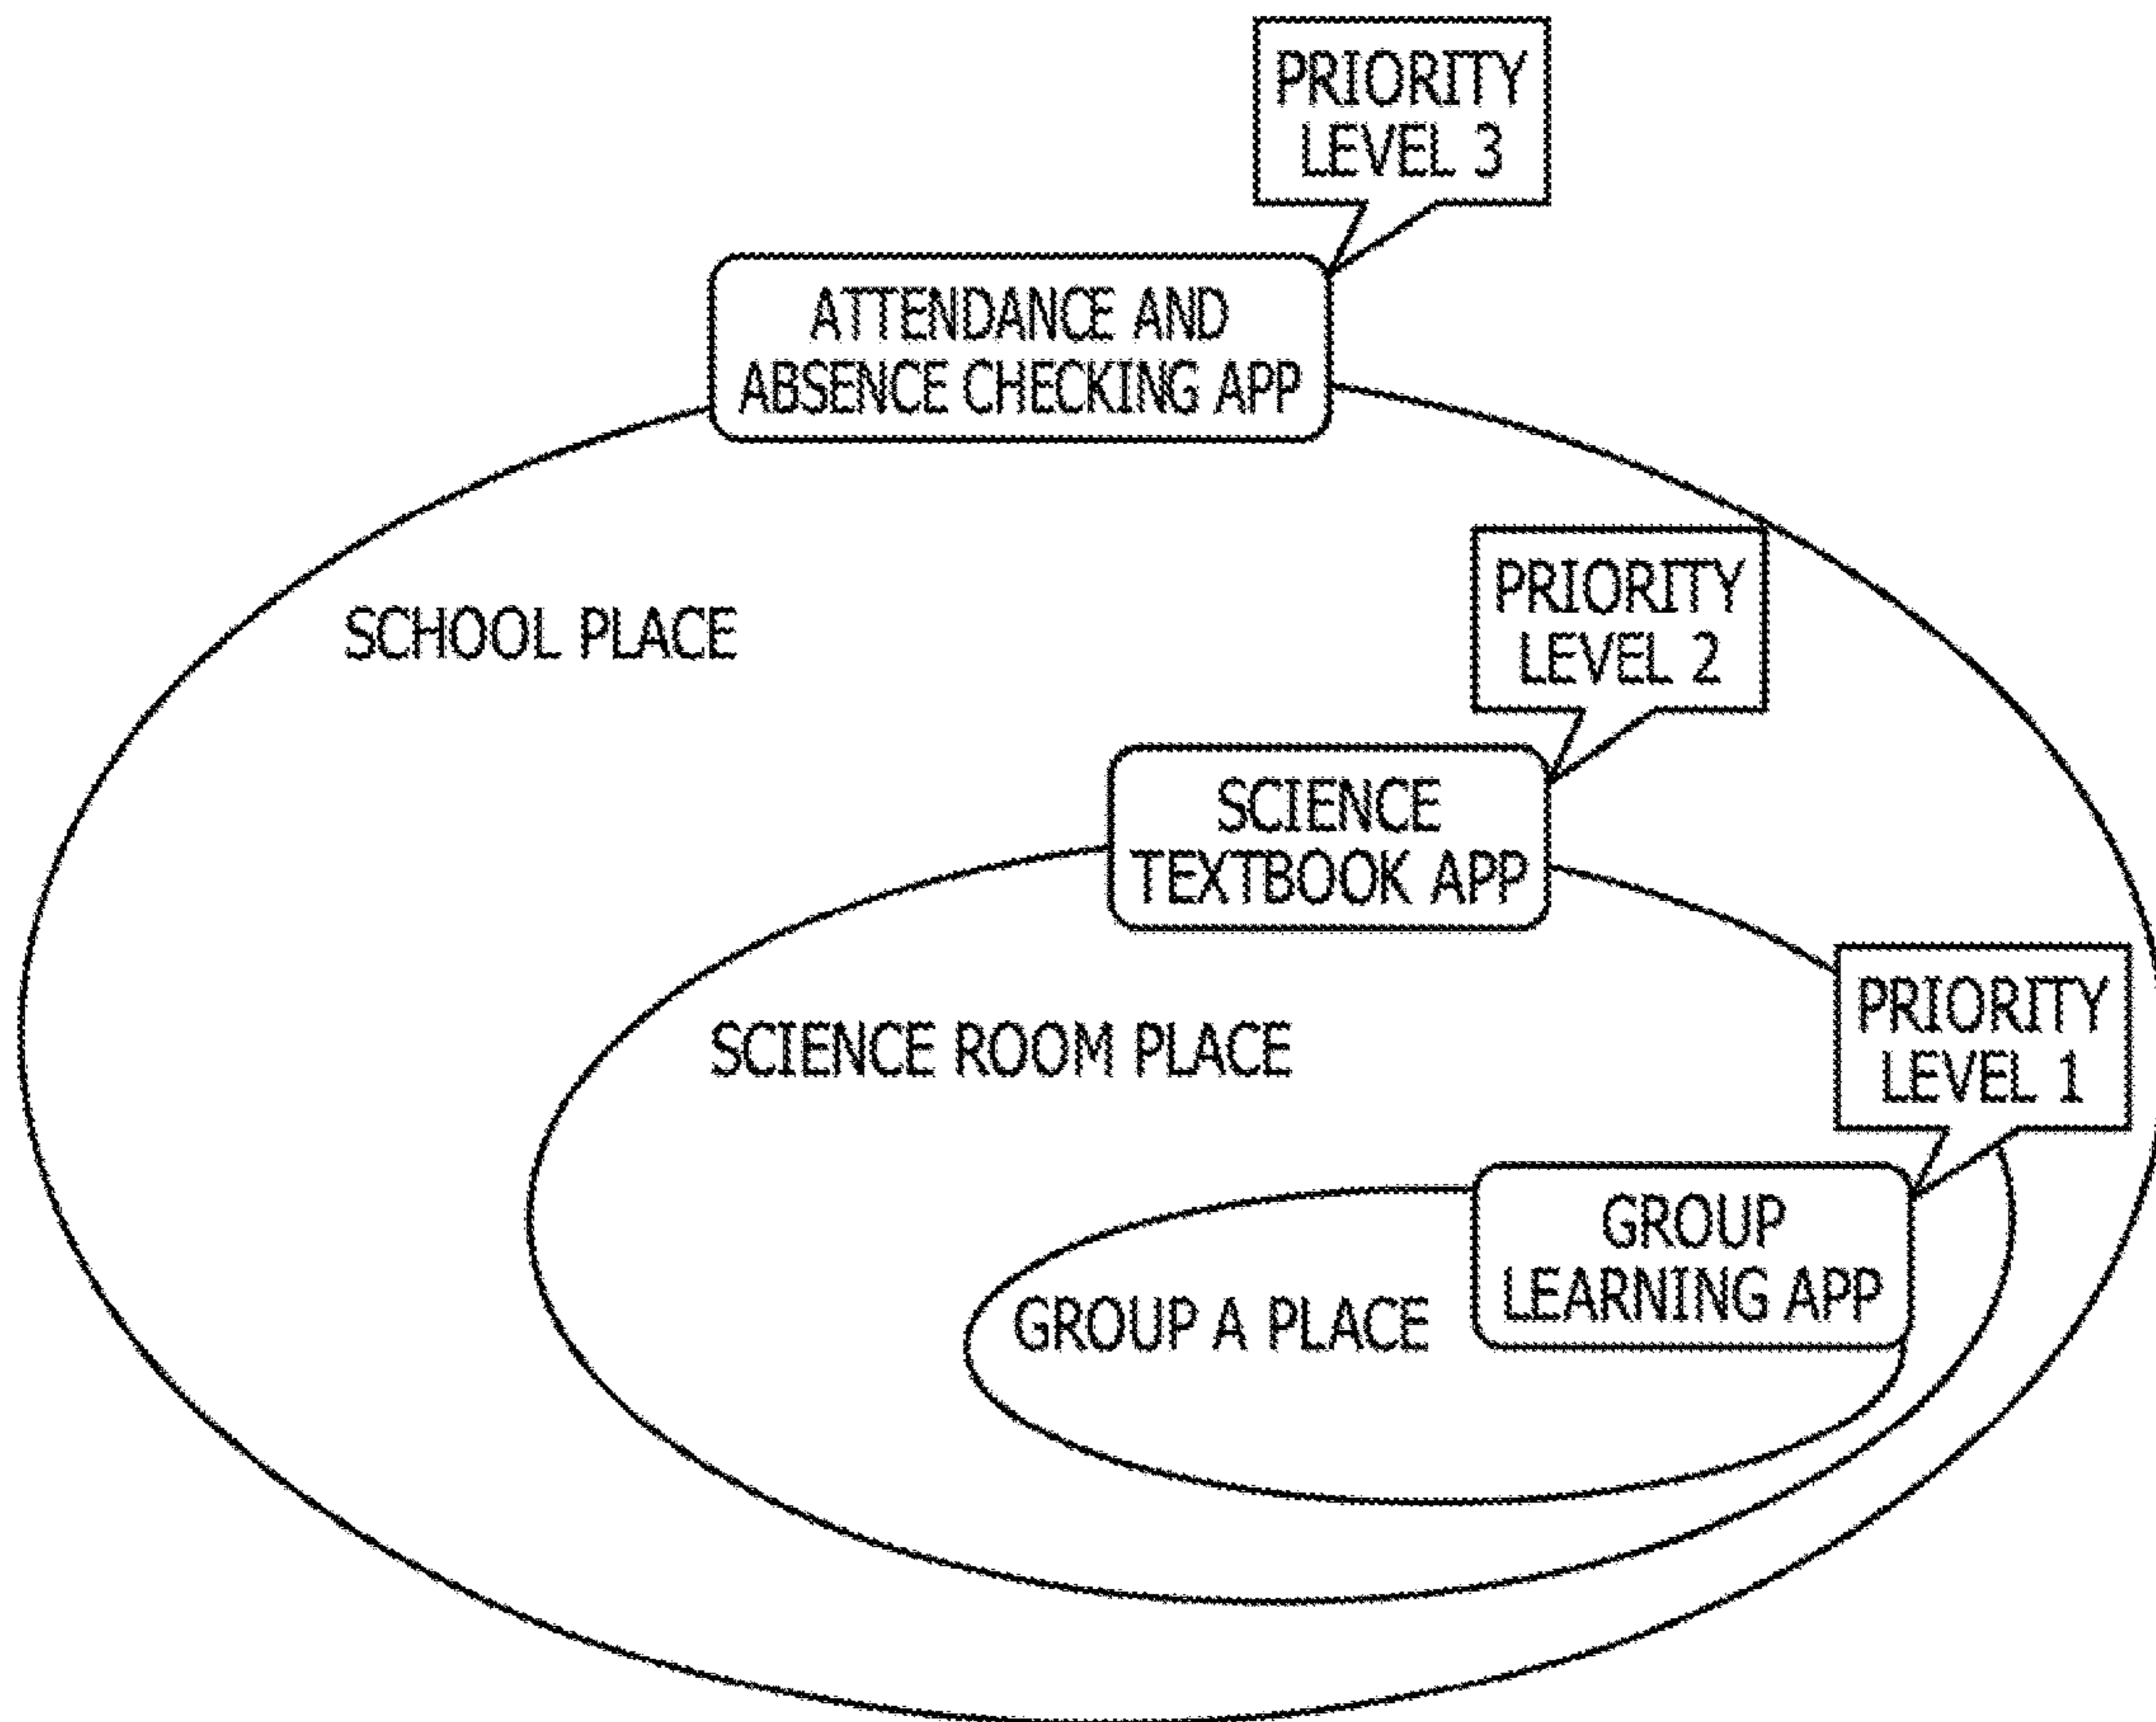 PRIORITY
LEVEL 3
ATTENDANCE AND
ABSENCE CHECKING APP
SCHOOL PLACE
PRIORITY
LEVEL 2
SCIENCE
TEXTBOOK APP
SCIENCE ROOM PLACE
PRIORITY
LEVEL 1
GROUP
LEARNING APP
GROUP A PLACE